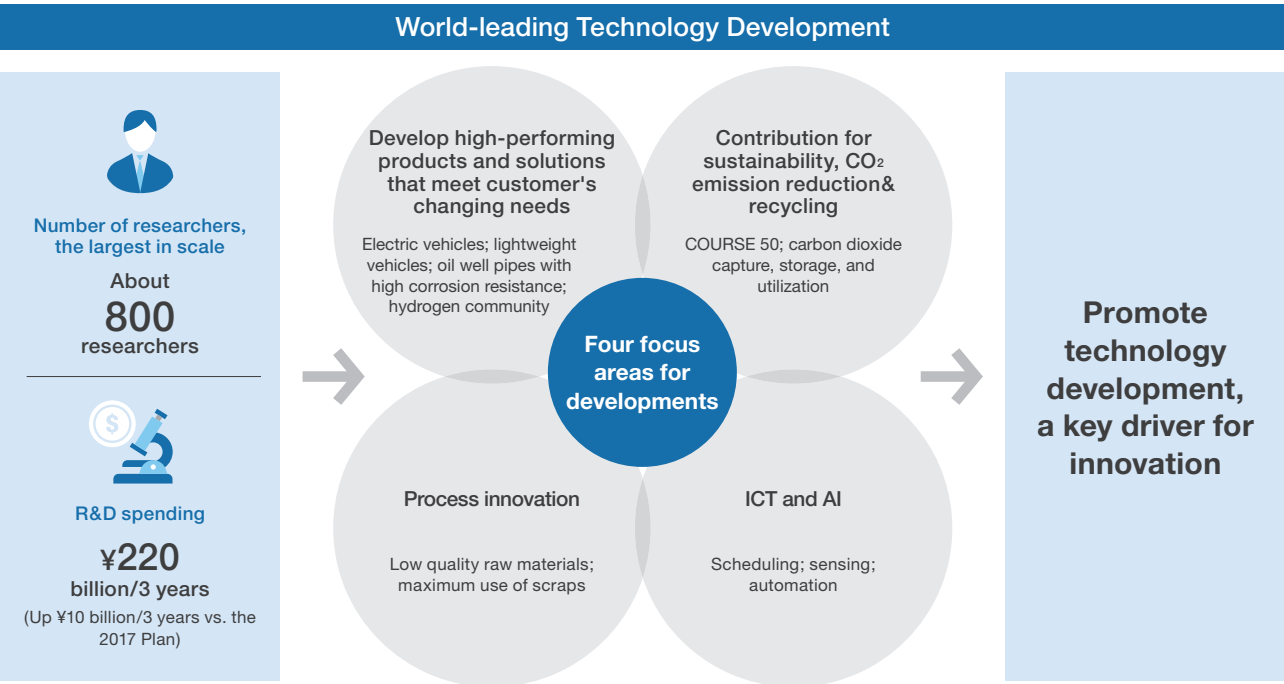 World-leading Technology Development
Number of researchers,
the largest in scale
About
800
researchers
$
R&D spending
¥220
billion/3 years
(Up ¥10 billion/3 years vs. the
2017 Plan)
Develop high-performing
products and solutions
that meet customer's
changing needs
Electric vehicles; lightweight
vehicles; oil well pipes with
high corrosion resistance;
hydrogen community
Contribution for
sustainability, CO₂
emission reduction&
recycling
COURSE 50; carbon dioxide
capture, storage, and
utilization
Four focus
areas for
developments
Process innovation
Low quality raw materials;
maximum use of scraps
ICT and AI
Scheduling; sensing;
automation
Promote
technology
development,
a key driver for
innovation